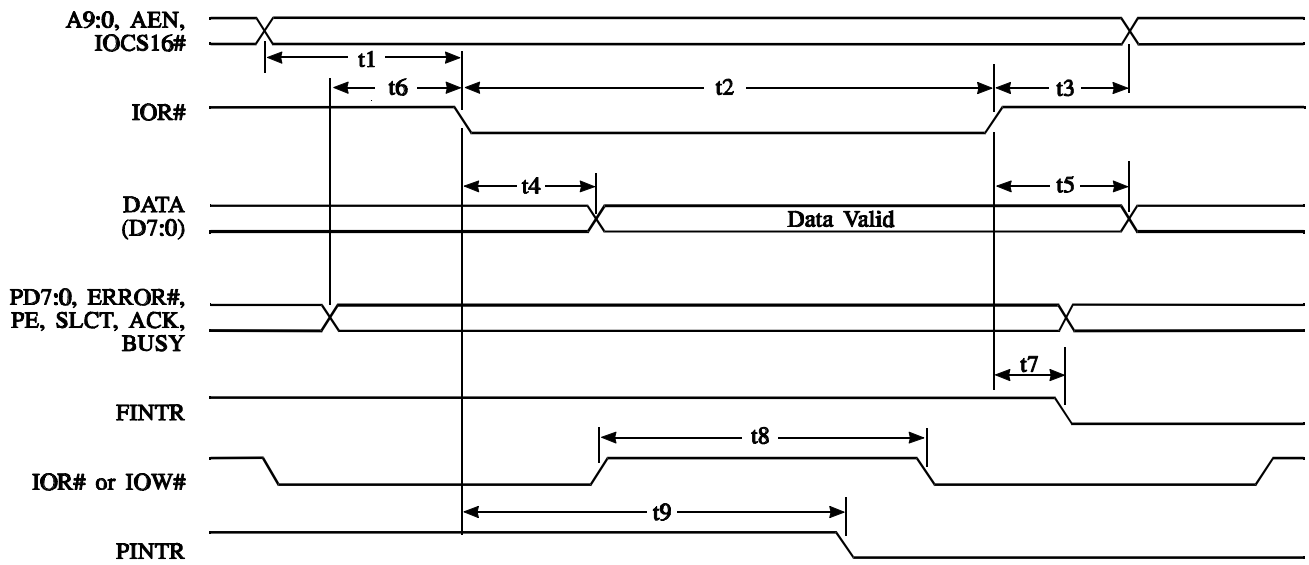 A9:0, AEN,
IOCS16#
t1
t6
t2
t3
IOR#
t4
t5
DATA
(D7:0)
Data Valid
PD7:0, ERROR#,
PE, SLCT, ACK,
BUSY
t7
FINTR
t8
IOR# or IOW#
t9
PINTR